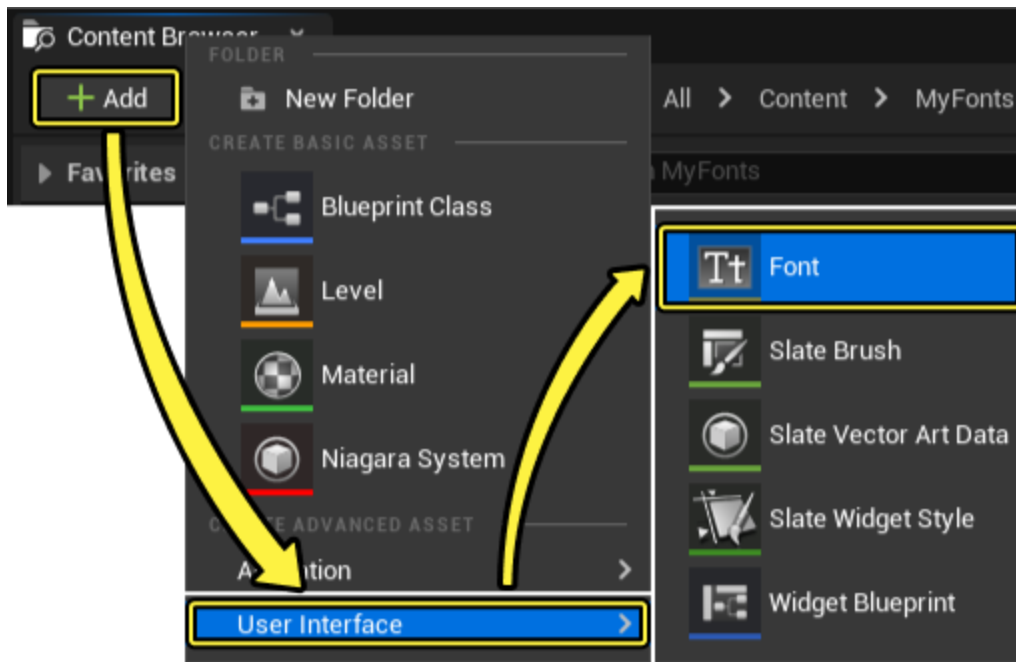 Content Browser
FOLDER
+ Add
New Folder
All > Content > MyFonts
CREATE BASIC ASSET
MyFonts
Blueprint Class
Level
Material
Niagara System
ADVANCED ASSET
User Interface
Tt Font
Slate Brush
Slate Vector Art Data
Slate Widget Style
Widget Blueprint